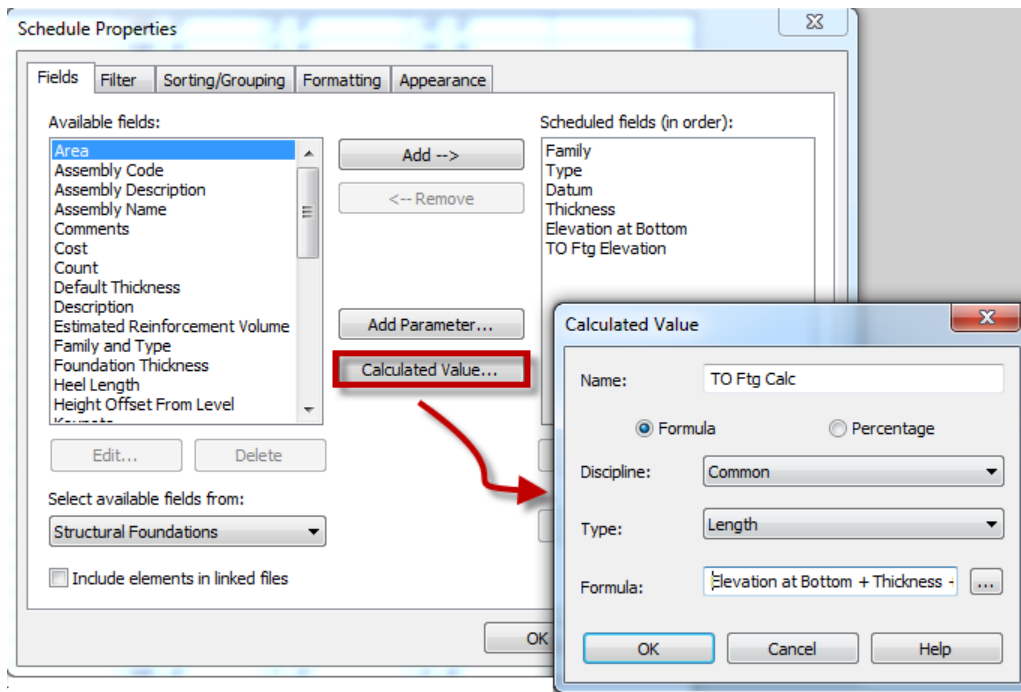 Schedule Properties
Fields Filter Sorting/Grouping Formatting Appearance
Available fields:
Area
Assembly Code
Assembly Description
Assembly Name
Comments
Cost
Count
Default Thickness
Description
Estimated Reinforcement Volume
Family and Type
Foundation Thickness
Heel Length
Height Offset From Level
Add -->
<-- Remove
Add Parameter...
Calculated Value...
Scheduled fields (in order):
Family
Type
Datum
Thickness
Elevation at Bottom
TO Ftg Elevation
Edit... Delete
Select available fields from:
Structural Foundations
Include elements in linked files
OK
Calculated Value
Name: TO Ftg Calc
Formula Percentage
Discipline: Common
Type: Length
Formula: Elevation at Bottom + Thickness - ...
OK Cancel Help